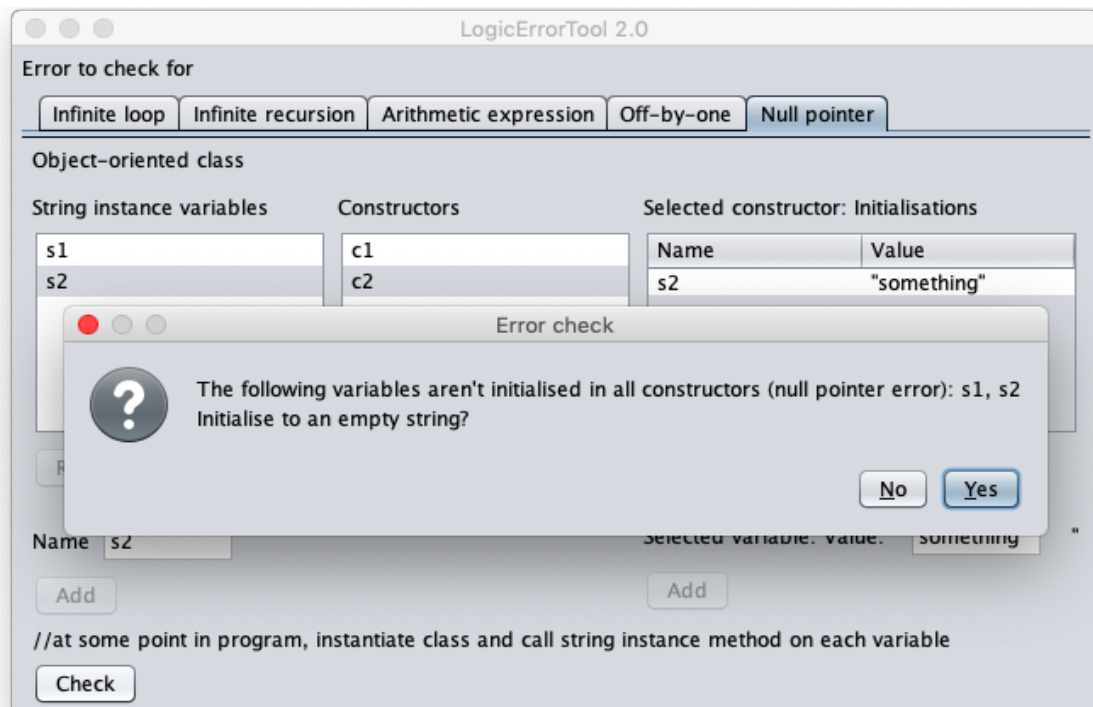 LogicErrorTool 2.0
Error to check for
Infinite loop Infinite recursion Arithmetic expression Off-by-one Null pointer
Object-oriented class
String instance variables Constructors Selected constructor: Initialisations
s1 c1 Name Value
s2 c2 s2 "something"
Error check
The following variables aren't initialised in all constructors (null pointer error): s1, s2
Initialise to an empty string?
No Yes
Name s2 Selected variable: Value: something "
Add Add
//at some point in program, instantiate class and call string instance method on each variable
Check